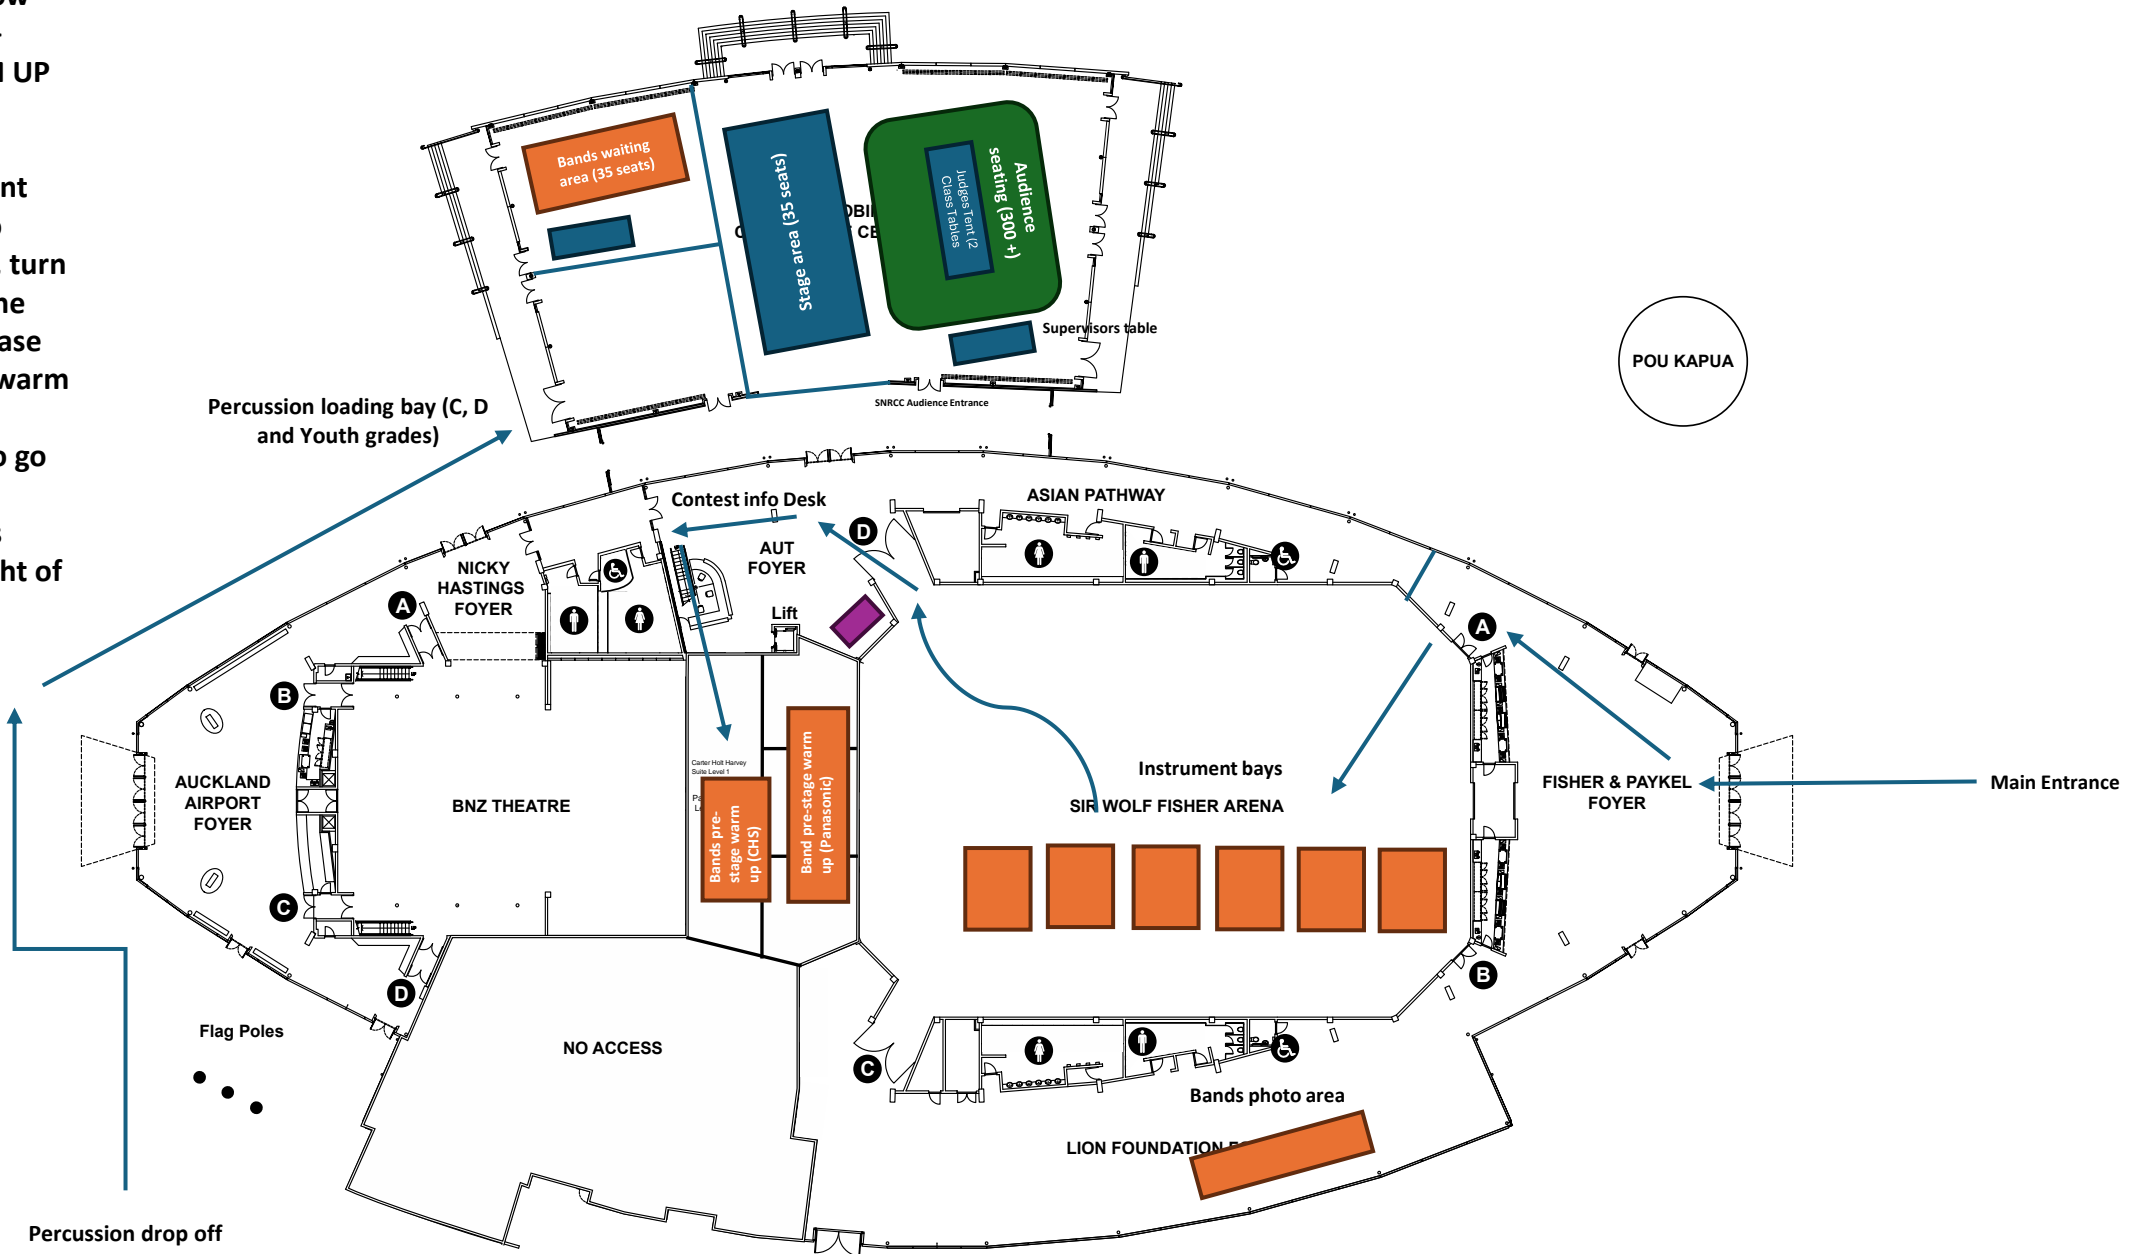 UP
nt
turn
ne
ase
warm
o go
ht of
Bands waiting
area (35 seats)
Stage area (35 seats)
Audience
seating (300 +)
Judges Tent (2
Class Tables
Supervisors table
SNRCC Audience Entrance
POU KAPUA
Percussion loading bay (C, D
and Youth grades)
Contest info Desk
ASIAN PATHWAY
D
AUT
FOYER
NICKY
HASTINGS
FOYER
A
Lift
A
B
Carter Holt Harvey
Suite Level 1
Instrument bays
SIR WOLF FISHER ARENA
FISHER & PAYKEL
FOYER
Main Entrance
AUCKLAND
AIRPORT
FOYER
BNZ THEATRE
Bands pre-
stage warm
up (CHS)
Band pre-stage warm
up (Panasonic)
C
B
D
Flag Poles
NO ACCESS
C
Bands photo area
LION FOUNDATION
Percussion drop off